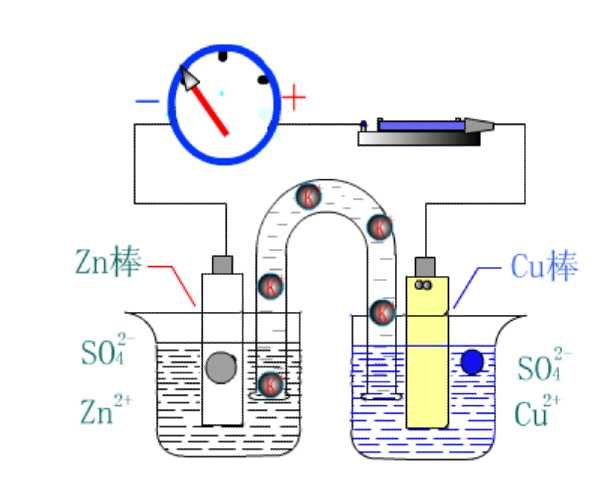 − +
K K
K K
K
Zn棒 Cu棒
SO₄²⁻ SO₄²⁻
Zn²⁺ Cu²⁺